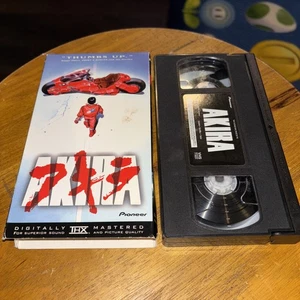 "THUMBS UP."
AKIRA
アキラ
Pioneer
DIGITALLY THX MASTERED
FOR SUPERIOR SOUND AND PICTURE QUALITY
AKIRA